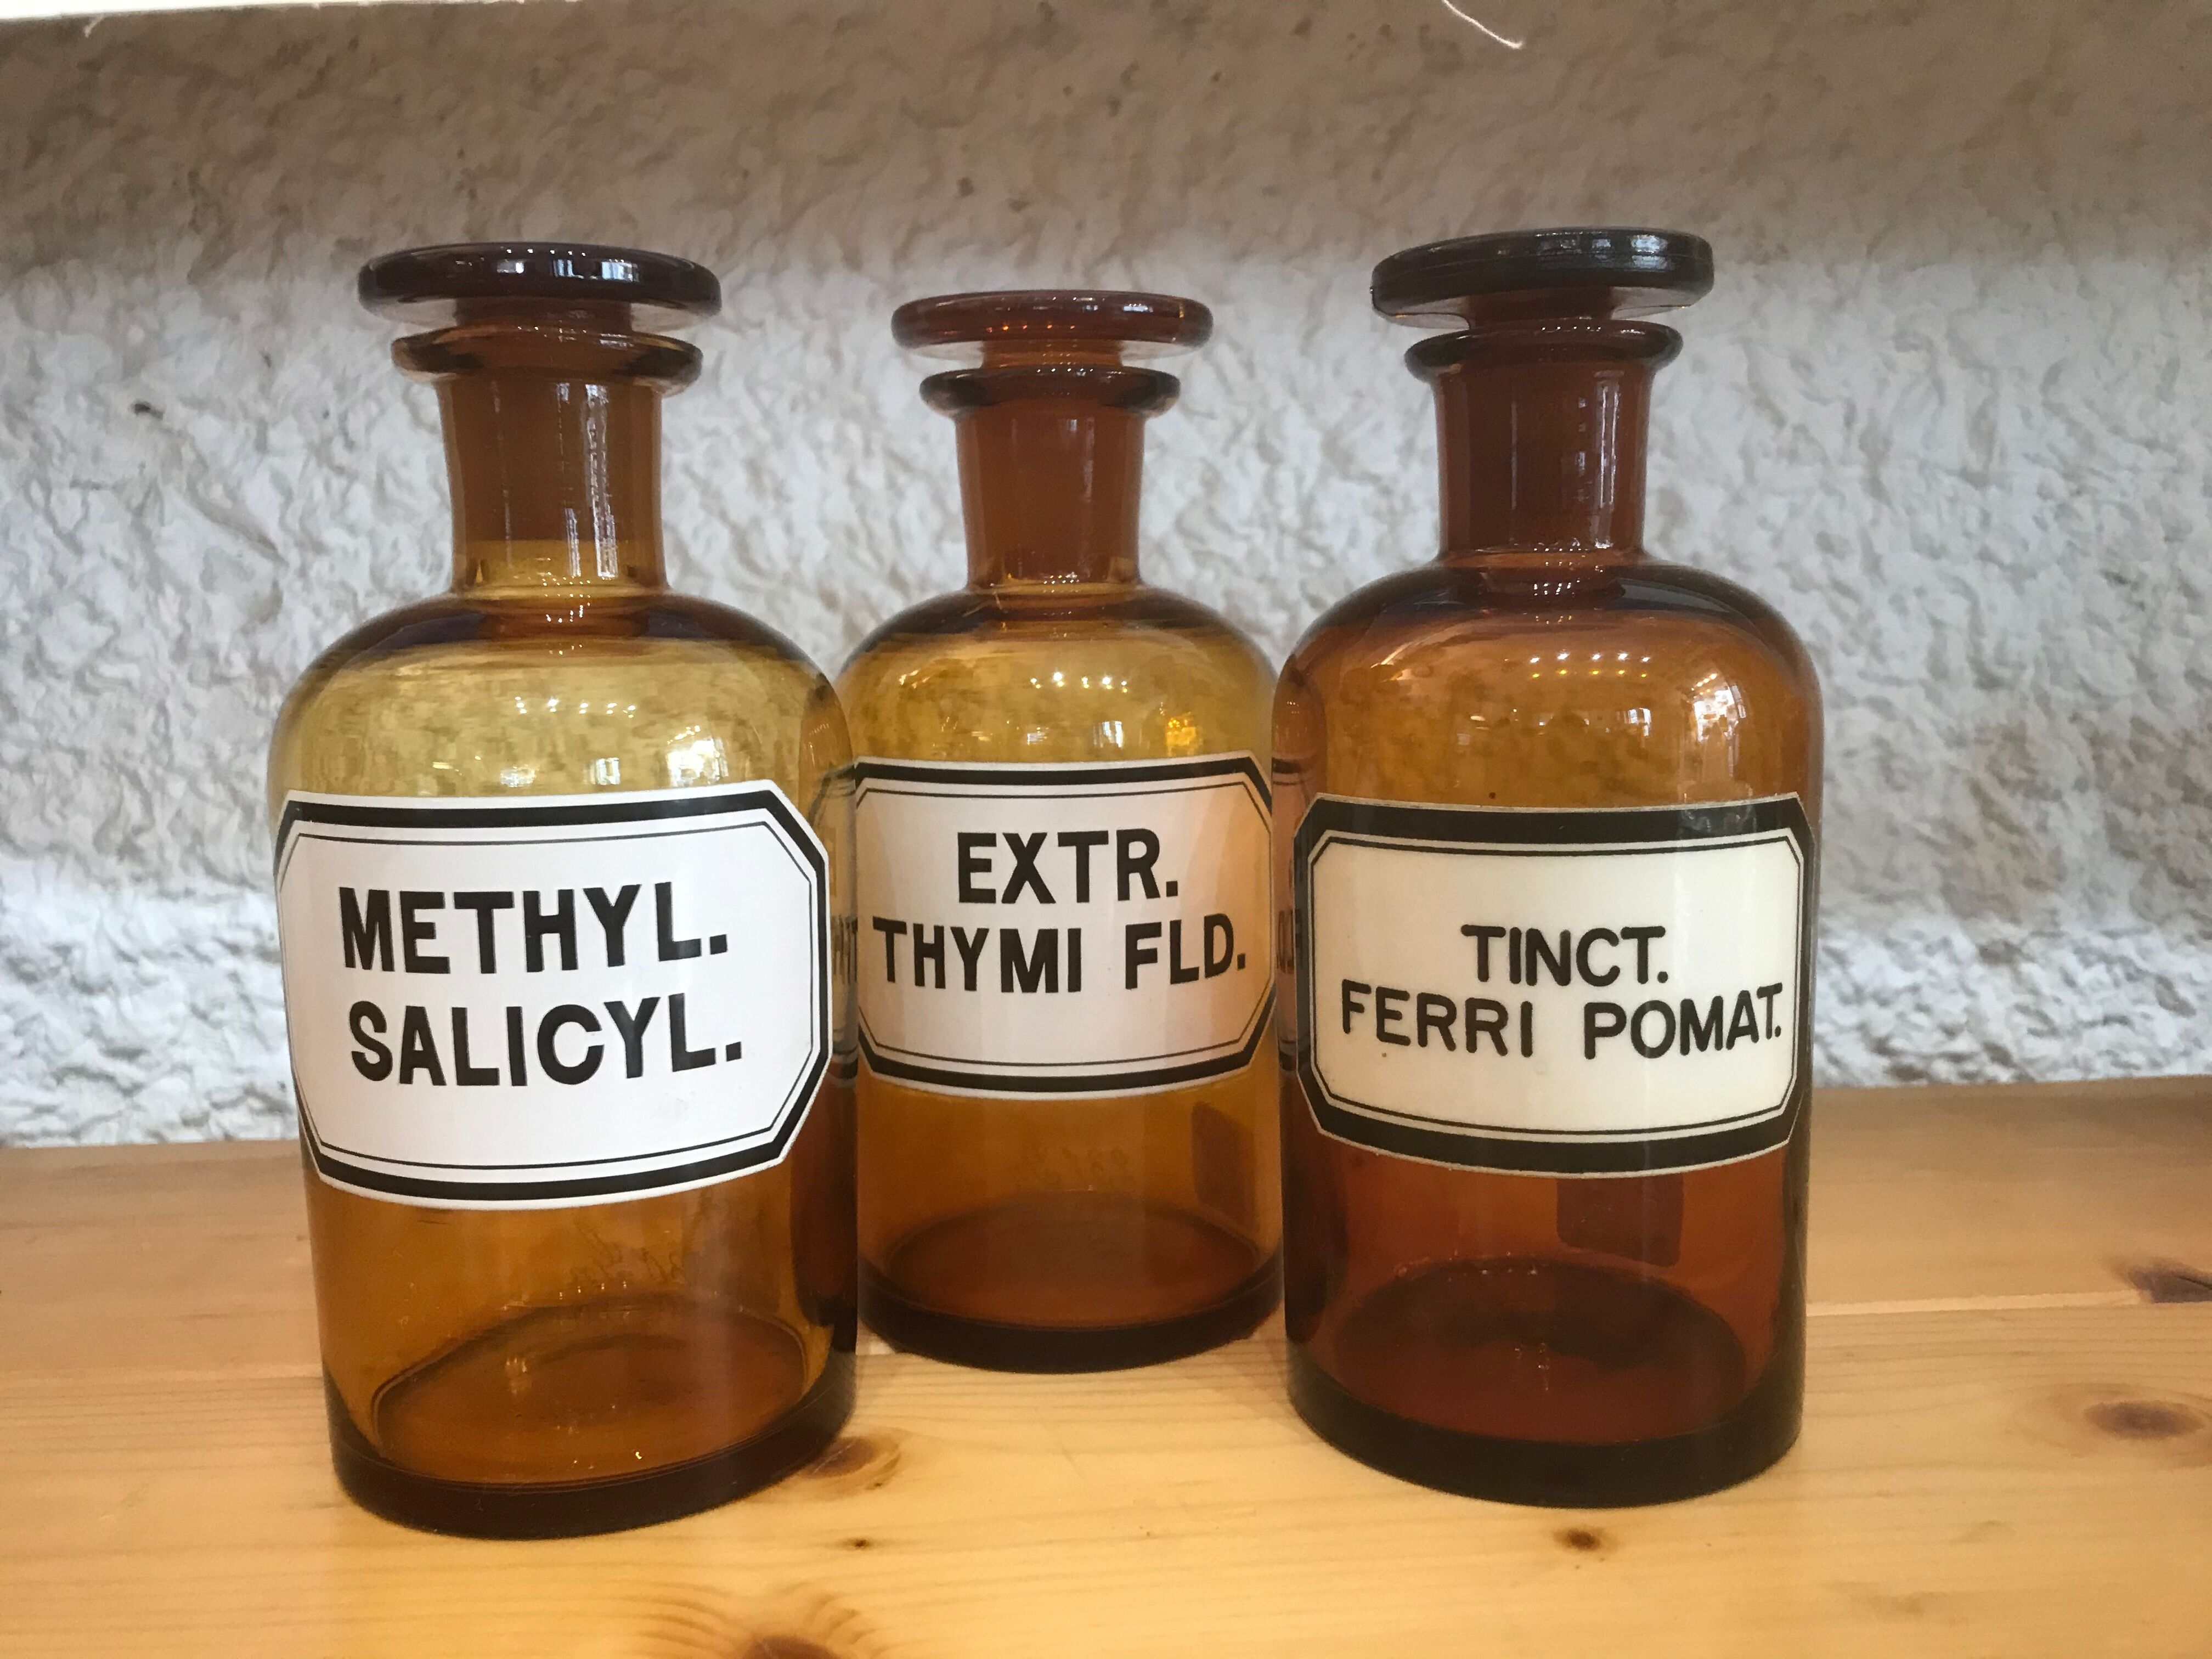 METHYL.
SALICYL.
EXTR.
THYMI FLD.
TINCT.
FERRI POMAT.